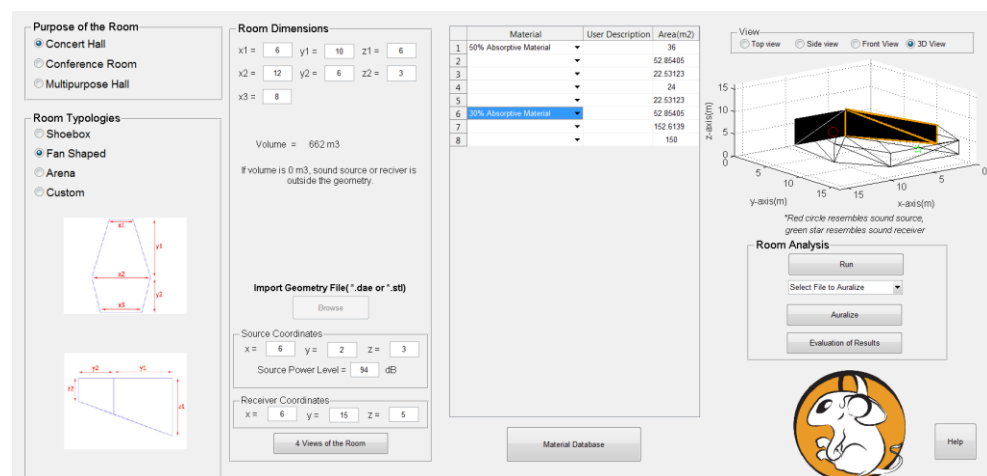 Purpose of the Room
Concert Hall
Conference Room
Multipurpose Hall
Room Typologies
Shoebox
Fan Shaped
Arena
Custom
x1
y1
x2
y2
x3
y2 y1
z2
z1
Room Dimensions
x1 = 6 y1 = 10 z1 = 6
x2 = 12 y2 = 6 z2 = 3
x3 = 8
Volume = 662 m3
If volume is 0 m3, sound source or reciver is
outside the geometry.
Import Geometry File( *.dae or *.stl)
Browse
Source Coordinates
x = 6 y = 2 z = 3
Source Power Level = 94 dB
Receiver Coordinates
x = 6 y = 15 z = 5
4 Views of the Room
Material User Description Area(m2)
1 50% Absorptive Material 36
2 52.85405
3 22.53123
4 24
5 22.53123
6 30% Absorptive Material 52.85405
7 152.6139
8 150
Material Database
View
Top view Side view Front View 3D View
15
10
5
0
z-axis(m)
0
5
10
15
y-axis(m)
15
10
5
0
x-axis(m)
*Red circle resembles sound source,
green star resembles sound receiver
Room Analysis
Run
Select File to Auralize
Auralize
Evaluation of Results
Help